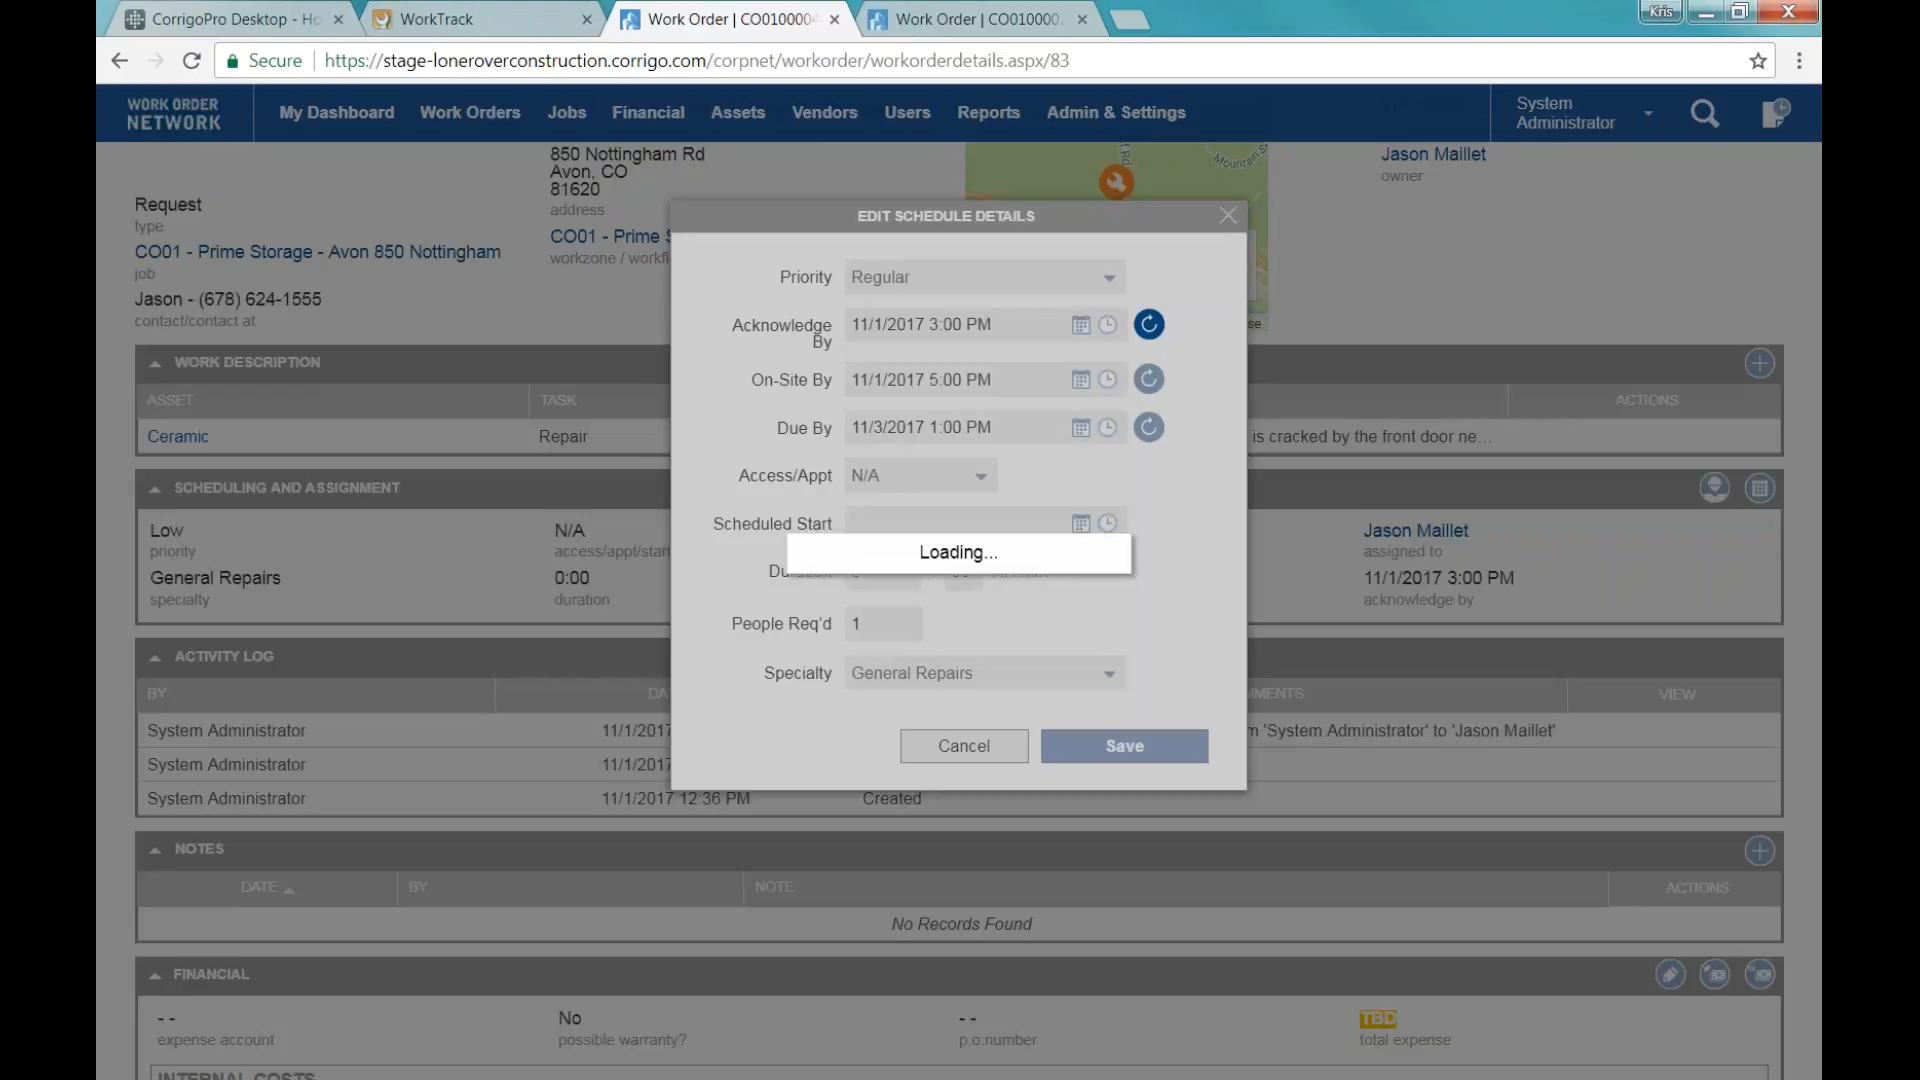 CorrigoPro Desktop - Ho
WorkTrack
Work Order | CO0100004
Work Order | CO0100002
Kris
Secure
https://stage-loneroverconstruction.corrigo.com/corpnet/workorder/workorderdetails.aspx/83
WORK ORDER
NETWORK
My Dashboard
Work Orders
Jobs
Financial
Assets
Vendors
Users
Reports
Admin & Settings
System
Administrator
850 Nottingham Rd
Avon, CO
81620
address
Jason Maillet
owner
Request
type
CO01 - Prime Storage - Avon 850 Nottingham
job
Jason - (678) 624-1555
contact/contact at
CO01 - Prime S
workzone / workfl
EDIT SCHEDULE DETAILS
Priority
Regular
Acknowledge
By
11/1/2017 3:00 PM
On-Site By
11/1/2017 5:00 PM
Due By
11/3/2017 1:00 PM
Access/Appt
N/A
Scheduled Start
Loading...
People Req'd
1
Specialty
General Repairs
Cancel
Save
WORK DESCRIPTION
ASSET
TASK
ACTIONS
Ceramic
Repair
is cracked by the front door ne...
SCHEDULING AND ASSIGNMENT
Low
priority
N/A
access/appt/start
Jason Maillet
assigned to
General Repairs
specialty
0:00
duration
11/1/2017 3:00 PM
acknowledge by
ACTIVITY LOG
BY
DA
MMENTS
VIEW
System Administrator
11/1/2017
m 'System Administrator' to 'Jason Maillet'
System Administrator
11/1/2017
System Administrator
11/1/2017 12:36 PM
Created
NOTES
DATE
BY
NOTE
ACTIONS
No Records Found
FINANCIAL
- -
expense account
No
possible warranty?
- -
p.o.number
TBD
total expense
INTERNAL COSTS